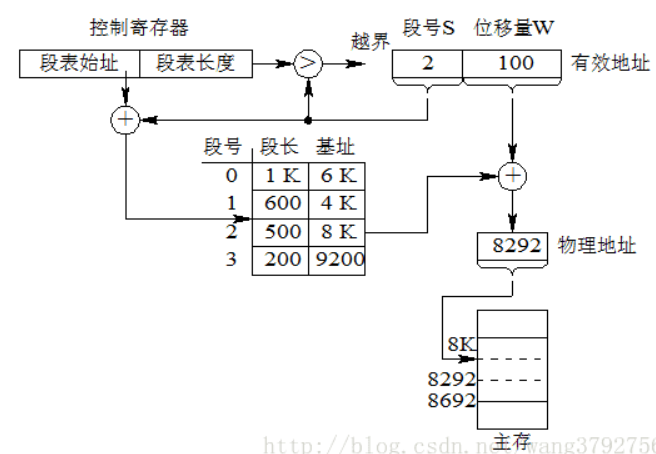 控制寄存器
段表始址 段表长度
>
越界
段号S 位移量W
2 100
有效地址
+
段号 段长 基址
0 1 K 6 K
1 600 4 K
2 500 8 K
3 200 9200
+
8292
物理地址
8K
8292
8692
主存
http://blog.csdn.net/wang3792756